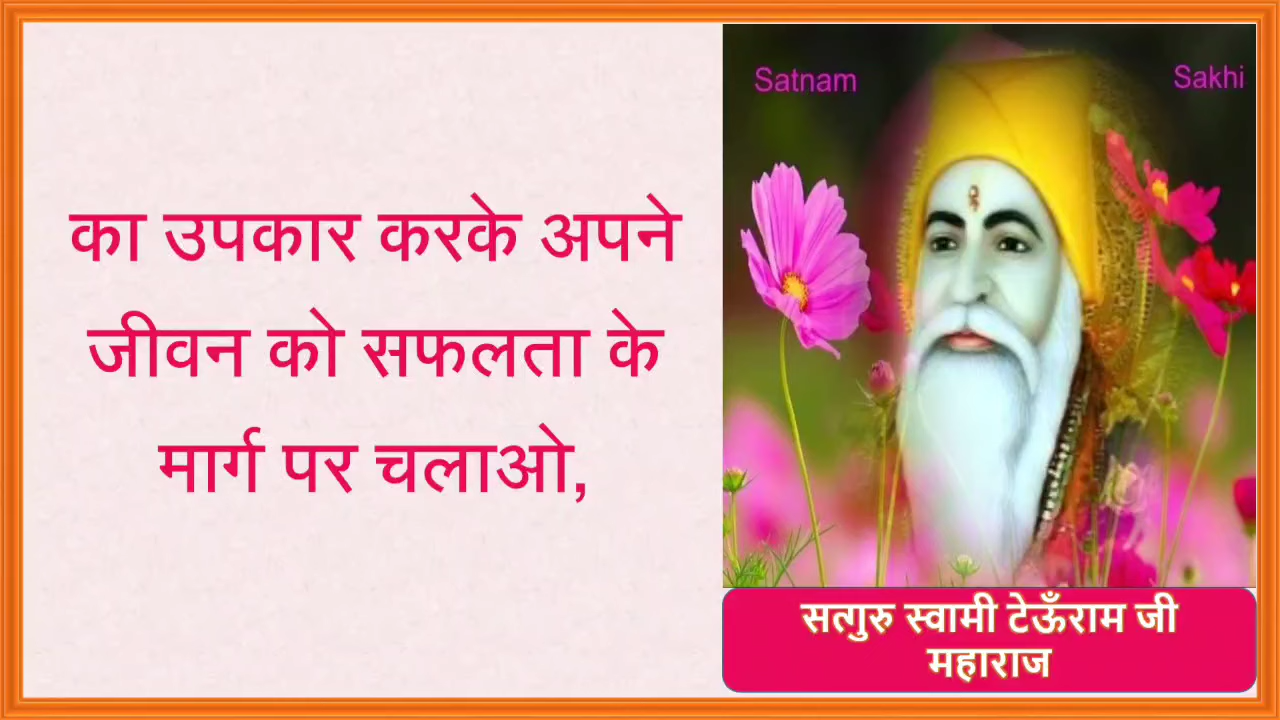 का उपकार करके अपने
जीवन को सफलता के
मार्ग पर चलाओ,
Satnam
Sakhi
सत्गुरु स्वामी टेऊँराम जी
महाराज